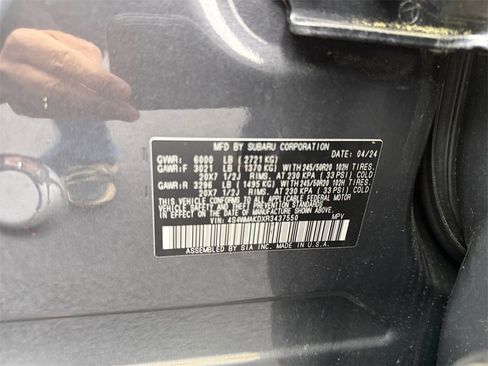 MFD. BY SUBARU CORPORATION DATE: 04/24
GVWR: 6000 LB (2721 KG)
GAWR:F 3021 LB (1370 KG) WITH 245/50R20 102H TIRES.
20X 7 1/2J RIMS. AT 230 KPA (33 PSI) COLD
GAWR:R 3296 LB (1495 KG) WITH 245/50R20 102H TIRES.
20X7 1/2J RIMS. AT 230 KPA (33 PSI) COLD
THIS VEHICLE CONFORMS TO ALL APPLICABLE FEDERAL MOTOR
VEHICLE SAFETY STANDARDS IN EFFECT ON THE
DATE OF MANUFACTURE SHOWN ABOVE.
VIN 4S4WMAKDXR3437550 MPV
ASSEMBLED BY SIA INC. MADE IN U.S.A.